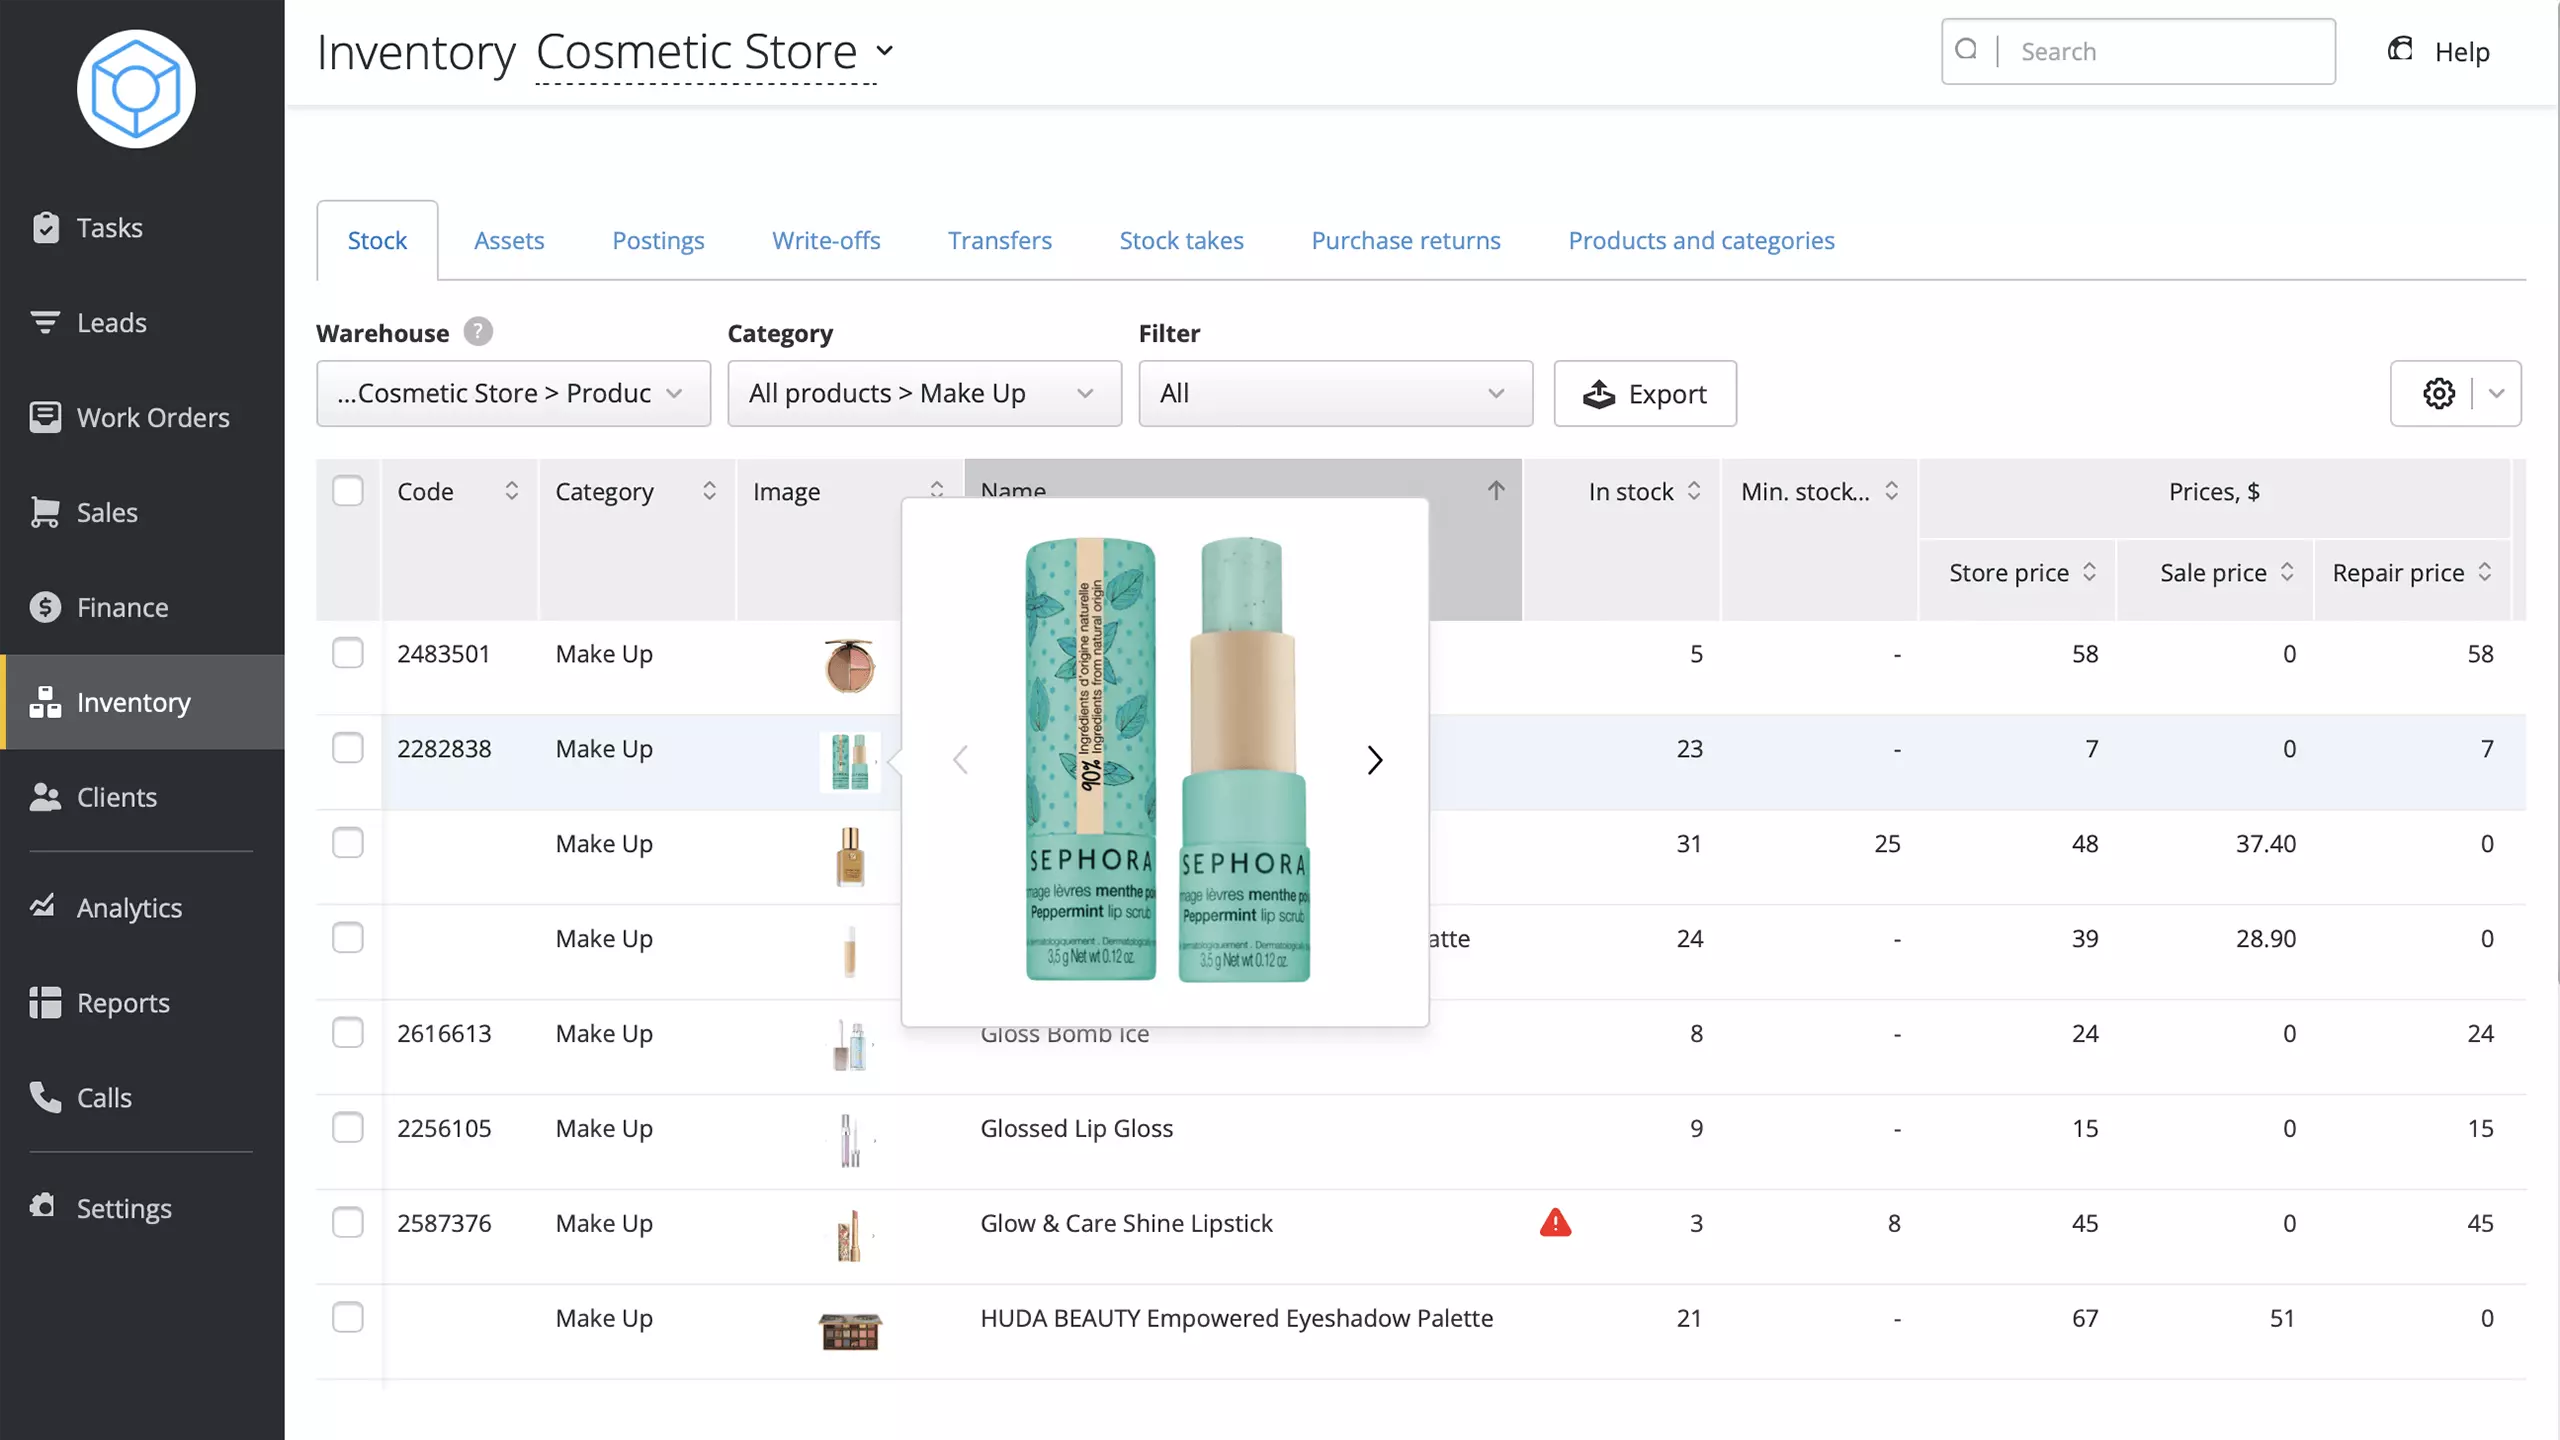 Inventory Cosmetic Store
Search
Help
Tasks
Leads
Work Orders
Sales
Finance
Inventory
Clients
Analytics
Reports
Calls
Settings
Stock Assets Postings Write-offs Transfers Stock takes Purchase returns Products and categories
Warehouse ? Category Filter
...Cosmetic Store > Produc All products > Make Up All Export
Code Category Image Name In stock Min. stock... Prices, $
Store price Sale price Repair price
2483501 Make Up 5 - 58 0 58
2282838 Make Up 23 - 7 0 7
Make Up 31 25 48 37.40 0
Make Up atte 24 - 39 28.90 0
2616613 Make Up Gloss Bomb Ice 8 - 24 0 24
2256105 Make Up Glossed Lip Gloss 9 - 15 0 15
2587376 Make Up Glow & Care Shine Lipstick 3 8 45 0 45
Make Up HUDA BEAUTY Empowered Eyeshadow Palette 21 - 67 51 0
90% Ingrédients d'origine naturelle
Ingredients from natural origin
SEPHORA
mage lèvres menthe po
Peppermint lip scrub
3,5 g Net wt 0.12 oz.
SEPHORA
mage lèvres menthe po
Peppermint lip scrub
3,5 g Net wt 0.12 oz.